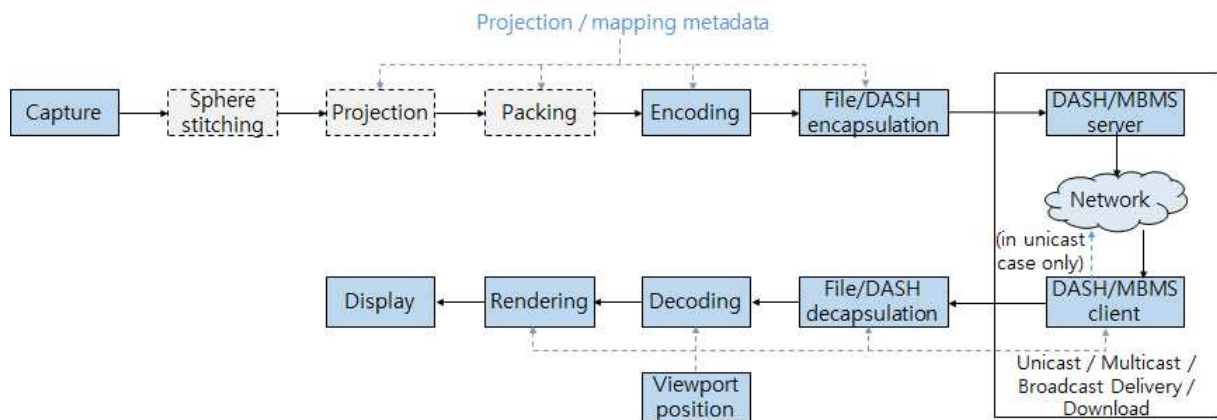 Projection / mapping metadata
Capture
Sphere
stitching
Projection
Packing
Encoding
File/DASH
encapsulation
DASH/MBMS
server
Network
(in unicast
case only)
Display
Rendering
Decoding
File/DASH
decapsulation
DASH/MBMS
client
Viewport
position
Unicast / Multicast /
Broadcast Delivery /
Download